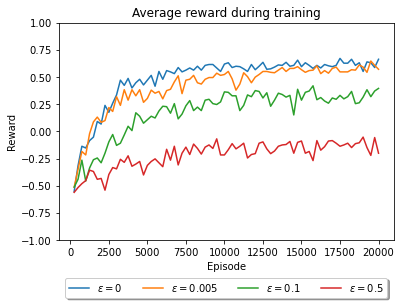 Average reward during training
1.00
0.75
0.50
0.25
0.00
−0.25
−0.50
−0.75
−1.00
Reward
0 2500 5000 7500 10000 12500 15000 17500 20000
Episode
ε = 0 ε = 0.005 ε = 0.1 ε = 0.5